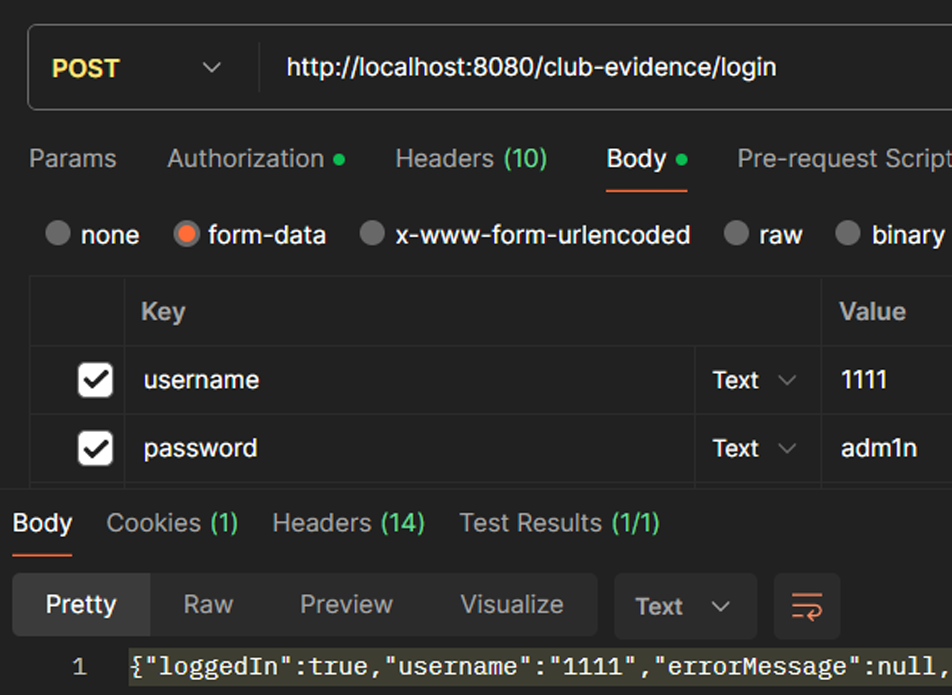 POST http://localhost:8080/club-evidence/login
Params Authorization Headers (10) Body Pre-request Script
none form-data x-www-form-urlencoded raw binary
Key Value
username Text 1111
password Text adm1n
Body Cookies (1) Headers (14) Test Results (1/1)
Pretty Raw Preview Visualize Text
1 {"loggedIn":true,"username":"1111","errorMessage":null,